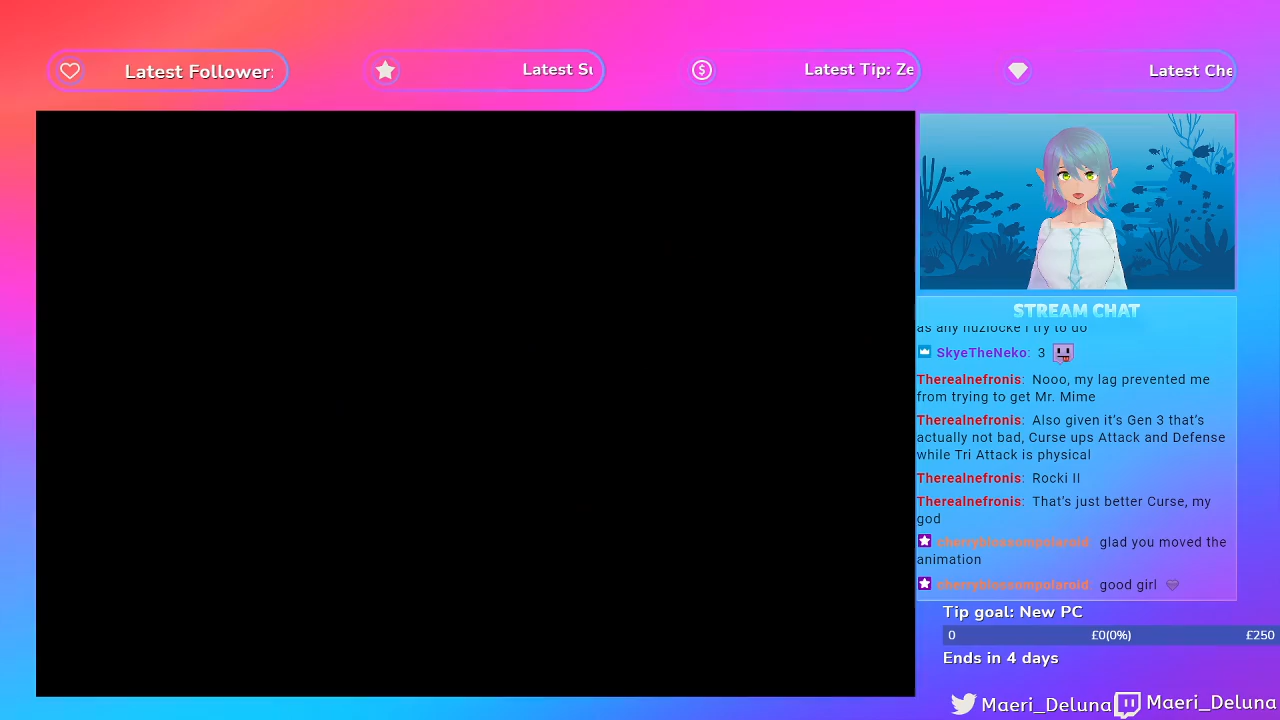 Latest Follower:
Latest Su
Latest Tip: Ze
Latest Che
STREAM CHAT
as any nuzlocke I try to do
SkyeTheNeko: 3
Therealnefronis: Nooo, my lag prevented me
from trying to get Mr. Mime
Therealnefronis: Also given it’s Gen 3 that’s
actually not bad, Curse ups Attack and Defense
while Tri Attack is physical
Therealnefronis: Rocki II
Therealnefronis: That’s just better Curse, my
god
cherryblossompolaroid: glad you moved the
animation
cherryblossompolaroid: good girl
Tip goal: New PC
0 £0(0%) £250
Ends in 4 days
Maeri_Deluna Maeri_Deluna